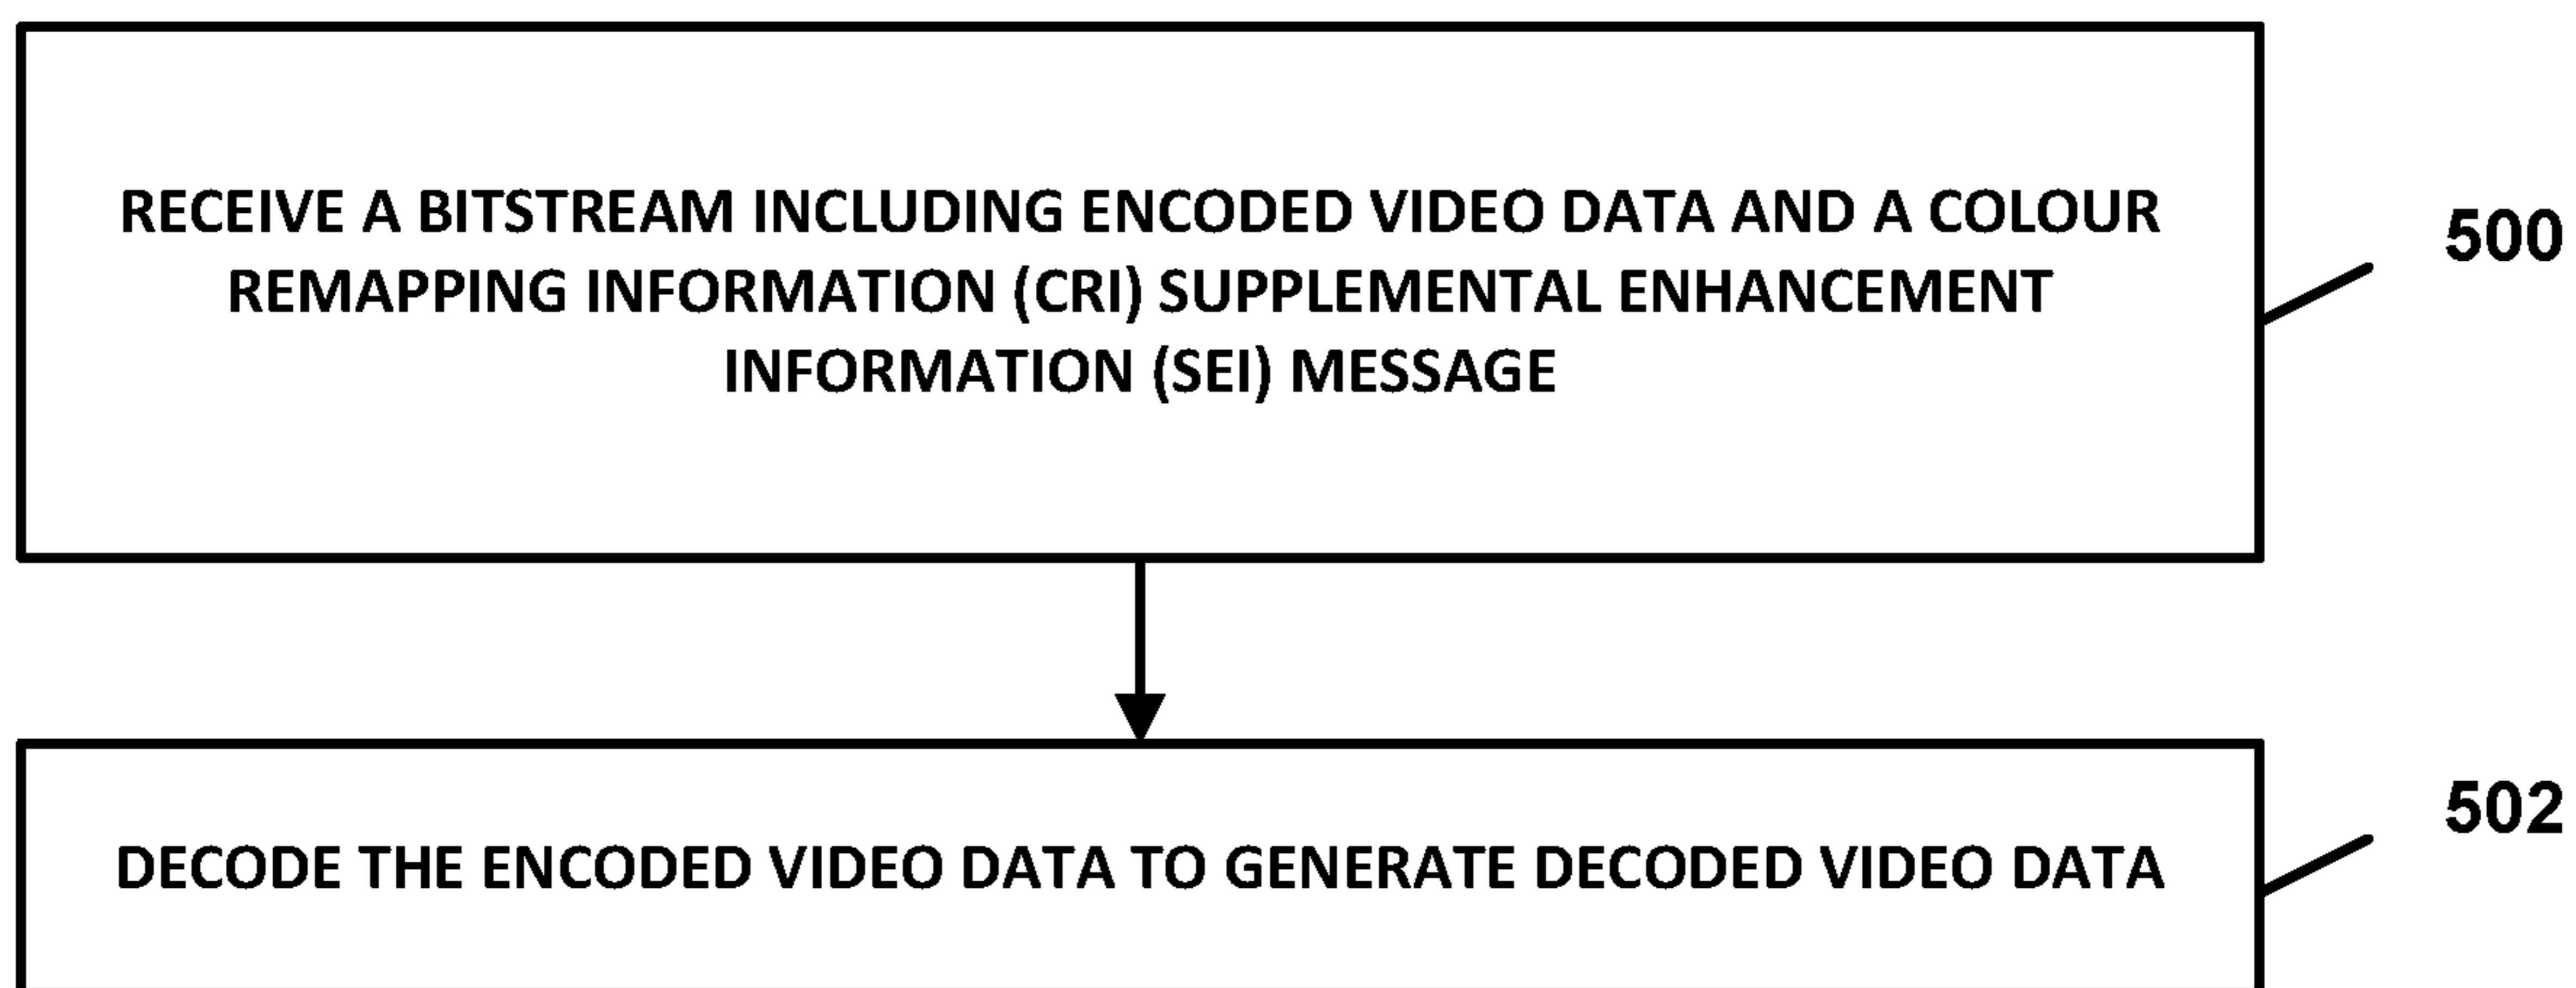 RECEIVE A BITSTREAM INCLUDING ENCODED VIDEO DATA AND A COLOUR
REMAPPING INFORMATION (CRI) SUPPLEMENTAL ENHANCEMENT
INFORMATION (SEI) MESSAGE
500
DECODE THE ENCODED VIDEO DATA TO GENERATE DECODED VIDEO DATA
502